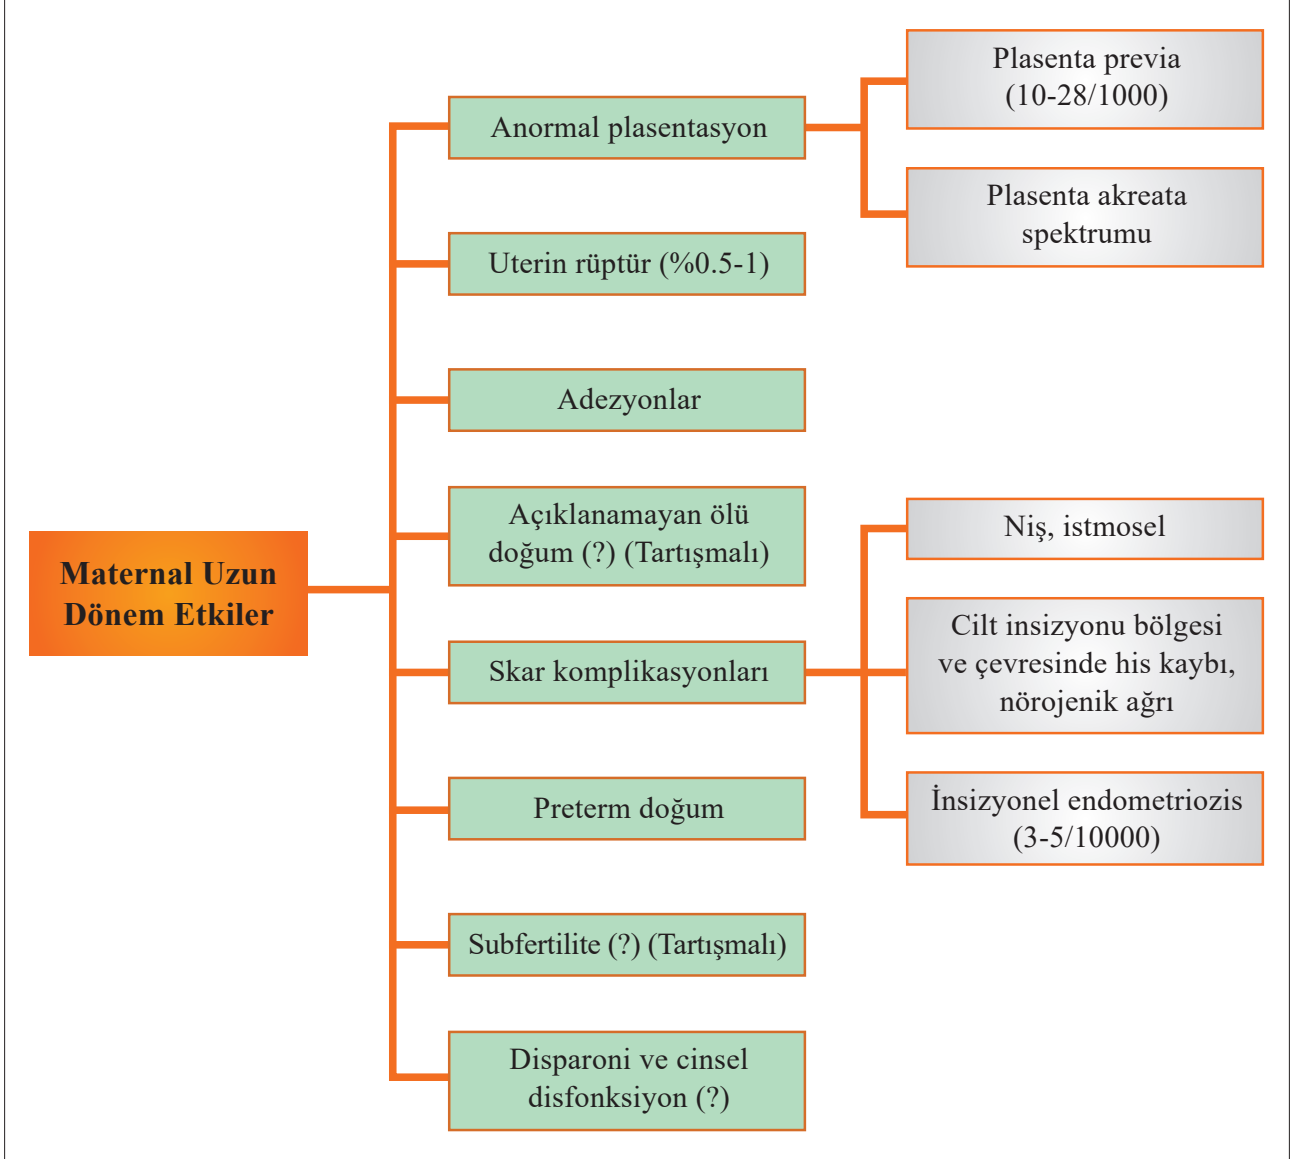 Maternal Uzun
Dönem Etkiler
Anormal plasentasyon
Plasenta previa
(10-28/1000)
Plasenta akreata
spektrumu
Uterin rüptür (%0.5-1)
Adezyonlar
Açıklanamayan ölü
doğum (?) (Tartışmalı)
Skar komplikasyonları
Niş, istmosel
Cilt insizyonu bölgesi
ve çevresinde his kaybı,
nörojenik ağrı
İnsizyonel endometriozis
(3-5/10000)
Preterm doğum
Subfertilite (?) (Tartışmalı)
Disparoni ve cinsel
disfonksiyon (?)